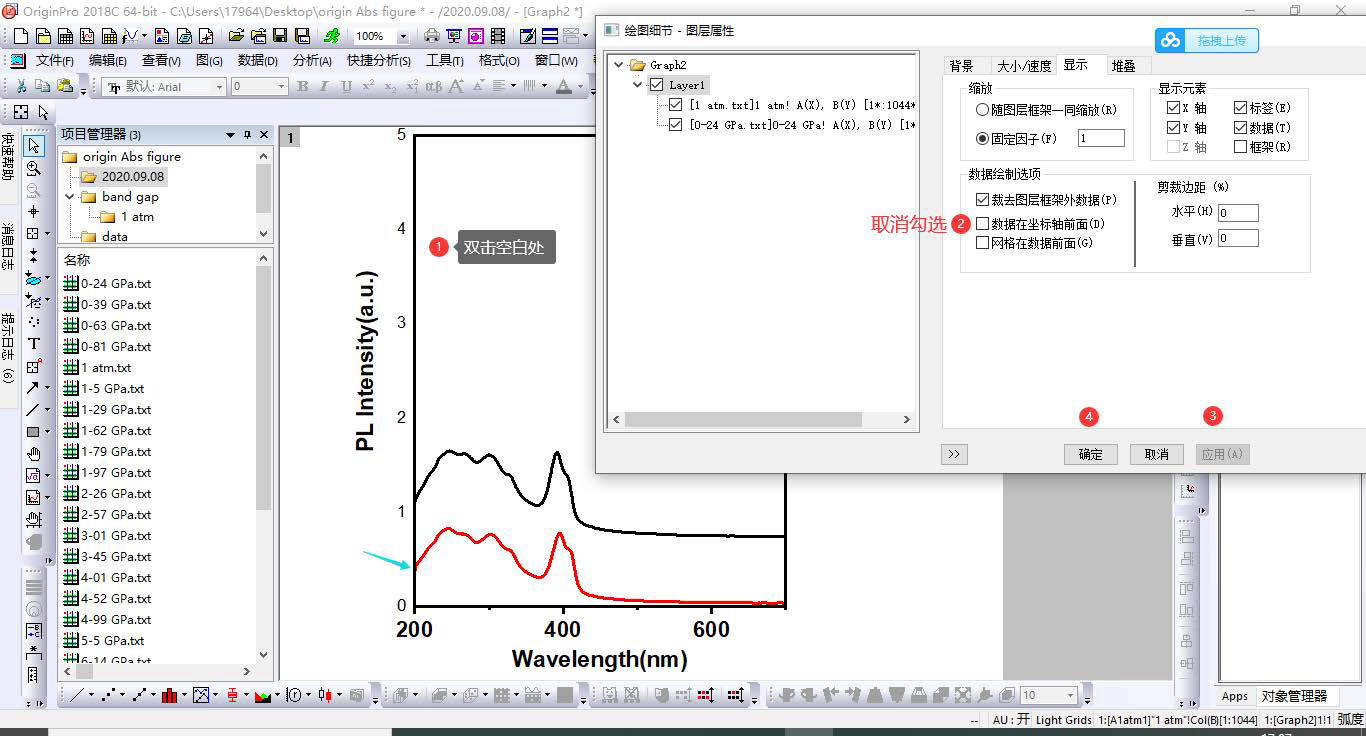 OriginPro 2018C 64-bit - C:\Users\17964\Desktop\origin Abs figure * - /2020.09.08/ - [Graph2 *]
100%
文件(F) 编辑(E) 查看(V) 图(G) 数据(D) 分析(A) 快捷分析(S) 工具(T) 格式(O) 窗口(W)
默认: Arial 0 B I U x² x₂ αβ A A A
快速帮助
消息日志
提示日志 (6)
项目管理器 (3)
origin Abs figure
2020.09.08
band gap
1 atm
data
名称
0-24 GPa.txt
0-39 GPa.txt
0-63 GPa.txt
0-81 GPa.txt
1 atm.txt
1-5 GPa.txt
1-29 GPa.txt
1-62 GPa.txt
1-79 GPa.txt
1-97 GPa.txt
2-26 GPa.txt
2-57 GPa.txt
3-01 GPa.txt
3-45 GPa.txt
4-01 GPa.txt
4-52 GPa.txt
4-99 GPa.txt
5-5 GPa.txt
6-14 GPa.txt
1
5
4
3
2
1
0
PL Intensity(a.u.)
200 400 600
Wavelength(nm)
1 双击空白处
绘图细节 - 图层属性
拖拽上传
Graph2
Layer1
[1 atm.txt]1 atm! A(X), B(Y) [1*:1044*
[0-24 GPa.txt]0-24 GPa! A(X), B(Y) [1*
背景 大小/速度 显示 堆叠
缩放
随图层框架一同缩放(R)
固定因子(F) 1
显示元素
X 轴 标签(E)
Y 轴 数据(T)
Z 轴 框架(R)
数据绘制选项
裁去图层框架外数据(P)
取消勾选 2 数据在坐标轴前面(D)
网格在数据前面(G)
剪裁边距 (%)
水平(H) 0
垂直(V) 0
4 3
>> 确定 取消 应用(A)
10
Apps 对象管理器
-- AU : 开 Light Grids 1:[A1atm1]"1 atm"!Col(B)[1:1044] 1:[Graph2]1!1 弧度